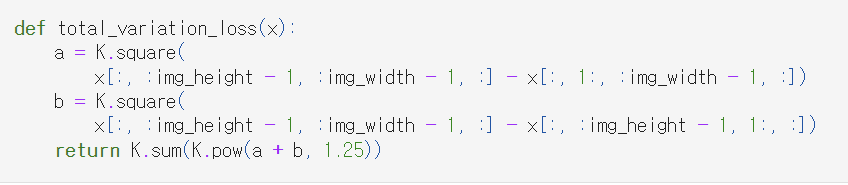 def total_variation_loss(x):
    a = K.square(
        x[:, :img_height - 1, :img_width - 1, :] - x[:, 1:, :img_width - 1, :])
    b = K.square(
        x[:, :img_height - 1, :img_width - 1, :] - x[:, :img_height - 1, 1:, :])
    return K.sum(K.pow(a + b, 1.25))